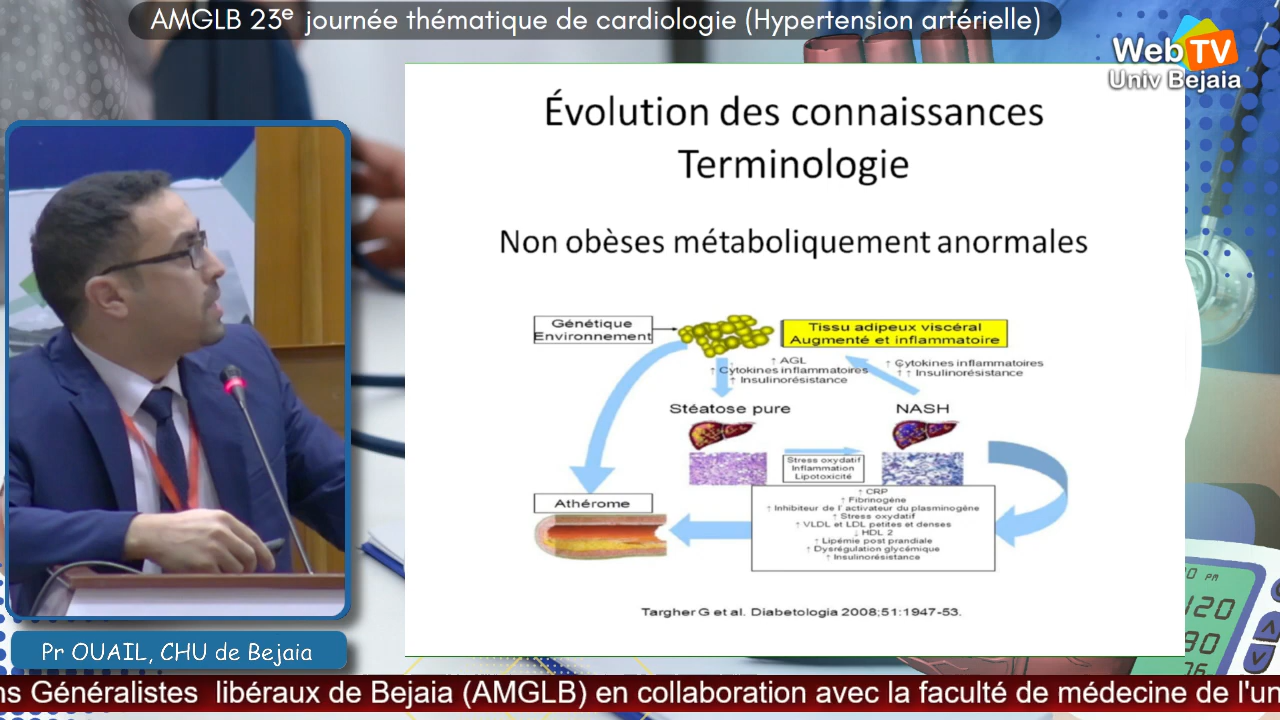 AMGLB 23e journée thématique de cardiologie (Hypertension artérielle)
WebTV
Univ Bejaia
Évolution des connaissances
Terminologie
Non obèses métaboliquement anormales
Génétique
Environnement
Tissu adipeux viscéral
Augmenté et inflammatoire
↑ AGL
↑ Cytokines inflammatoires
↑ Insulinorésistance
↑ Cytokines inflammatoires
↑ ↑ Insulinorésistance
Stéatose pure
NASH
Stress oxydatif
Inflammation
Lipotoxicité
Athérome
↑ CRP
↑ Fibrinogène
↑ Inhibiteur de l' activateur du plasminogène
↑ Stress oxydatif
↑ VLDL et LDL petites et denses
↓ HDL 2
↑ Lipémie post prandiale
↑ Dysrégulation glycémique
↑ Insulinorésistance
Targher G et al. Diabetologia 2008;51:1947-53.
PM
120
Pr OUAIL, CHU de Bejaia
ns Généralistes libéraux de Bejaia (AMGLB) en collaboration avec la faculté de médecine de l'un